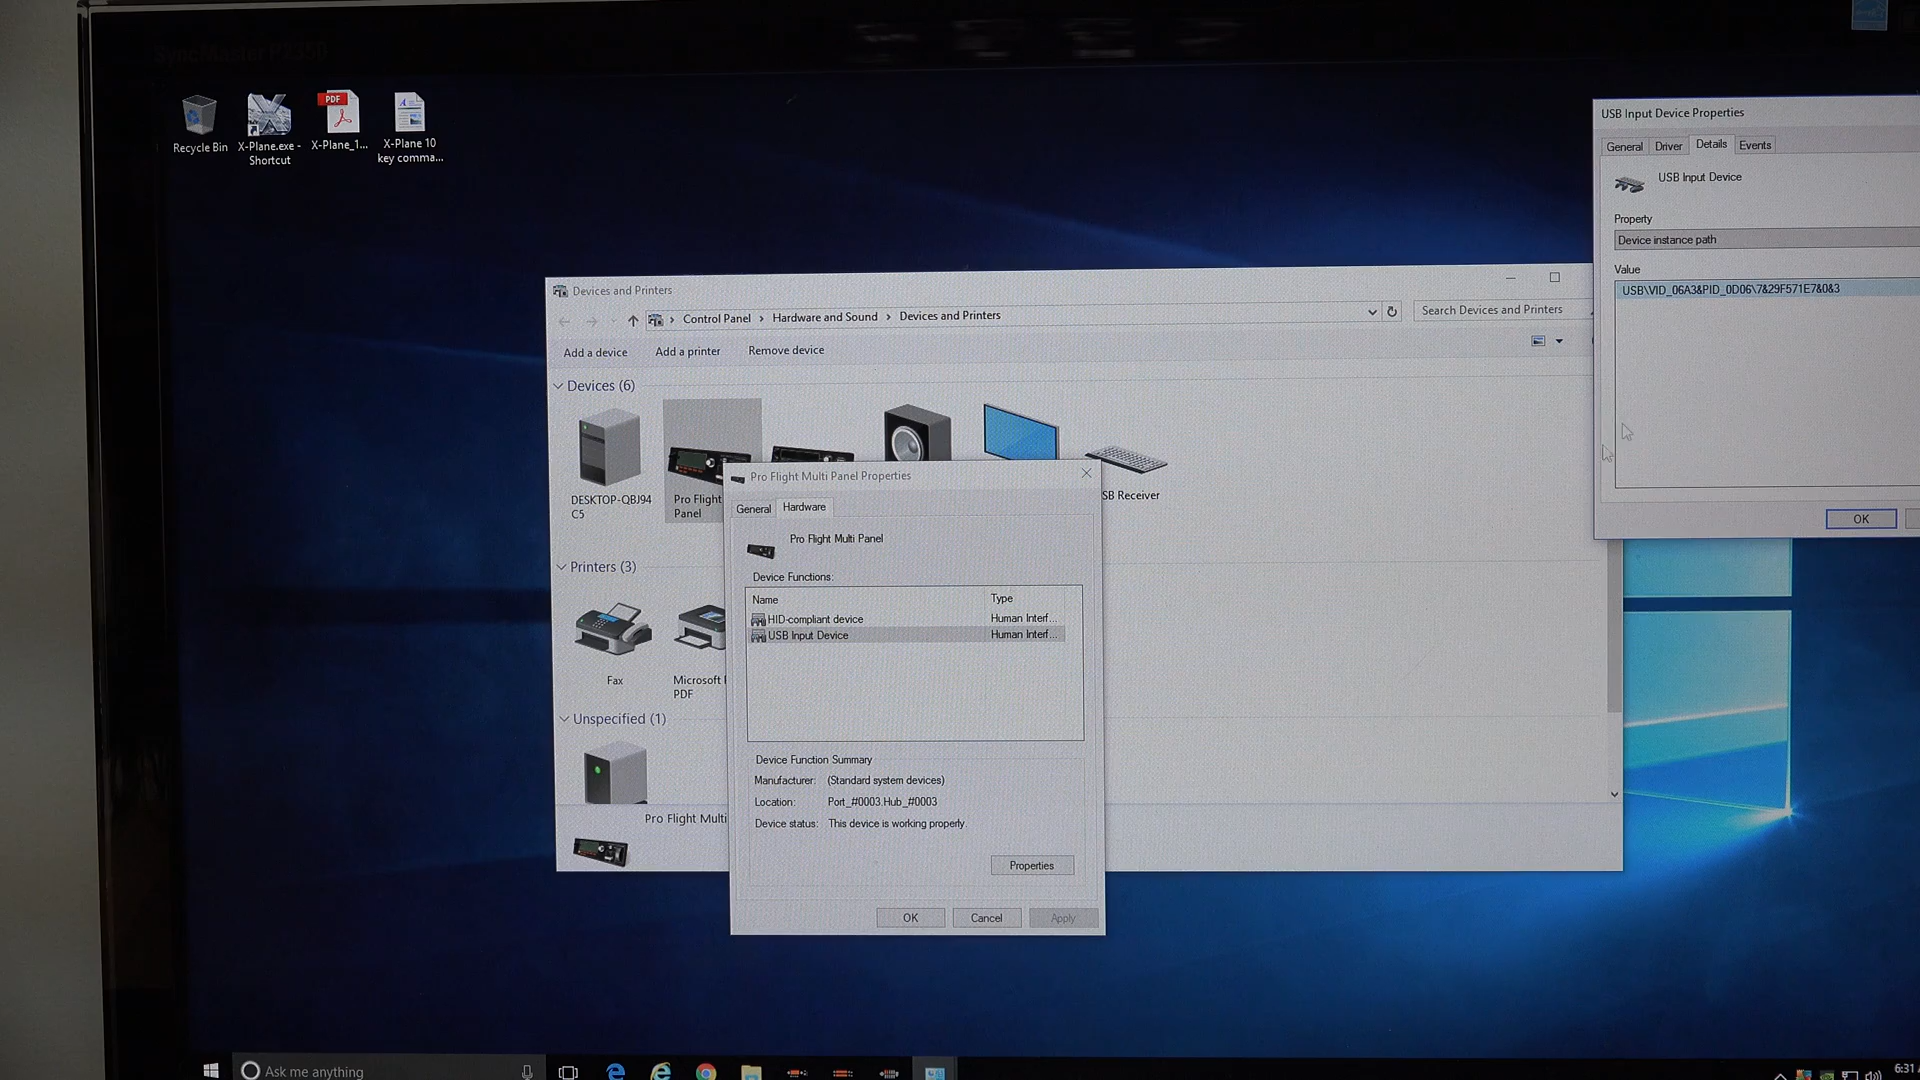 SyncMaster
Recycle Bin
X-Plane.exe -
Shortcut
PDF
X-Plane_1...
X-Plane 10
key comma...
USB Input Device Properties
General
Driver
Details
Events
USB Input Device
Property
Device instance path
Value
USB\VID_06A3&PID_0D06\7&29F571E7&0&3
OK
Devices and Printers
Control Panel
Hardware and Sound
Devices and Printers
Search Devices and Printers
Add a device
Add a printer
Remove device
Devices (6)
DESKTOP-QBJ94
C5
Pro Flight
Panel
SB Receiver
Printers (3)
Fax
Microsoft
PDF
Unspecified (1)
Pro Flight Multi
Pro Flight Multi Panel Properties
General
Hardware
Pro Flight Multi Panel
Device Functions:
Name
Type
HID-compliant device
Human Interf...
USB Input Device
Human Interf...
Device Function Summary
Manufacturer:
(Standard system devices)
Location:
Port_#0003.Hub_#0003
Device status:
This device is working properly.
Properties
OK
Cancel
Apply
Ask me anything
6:31